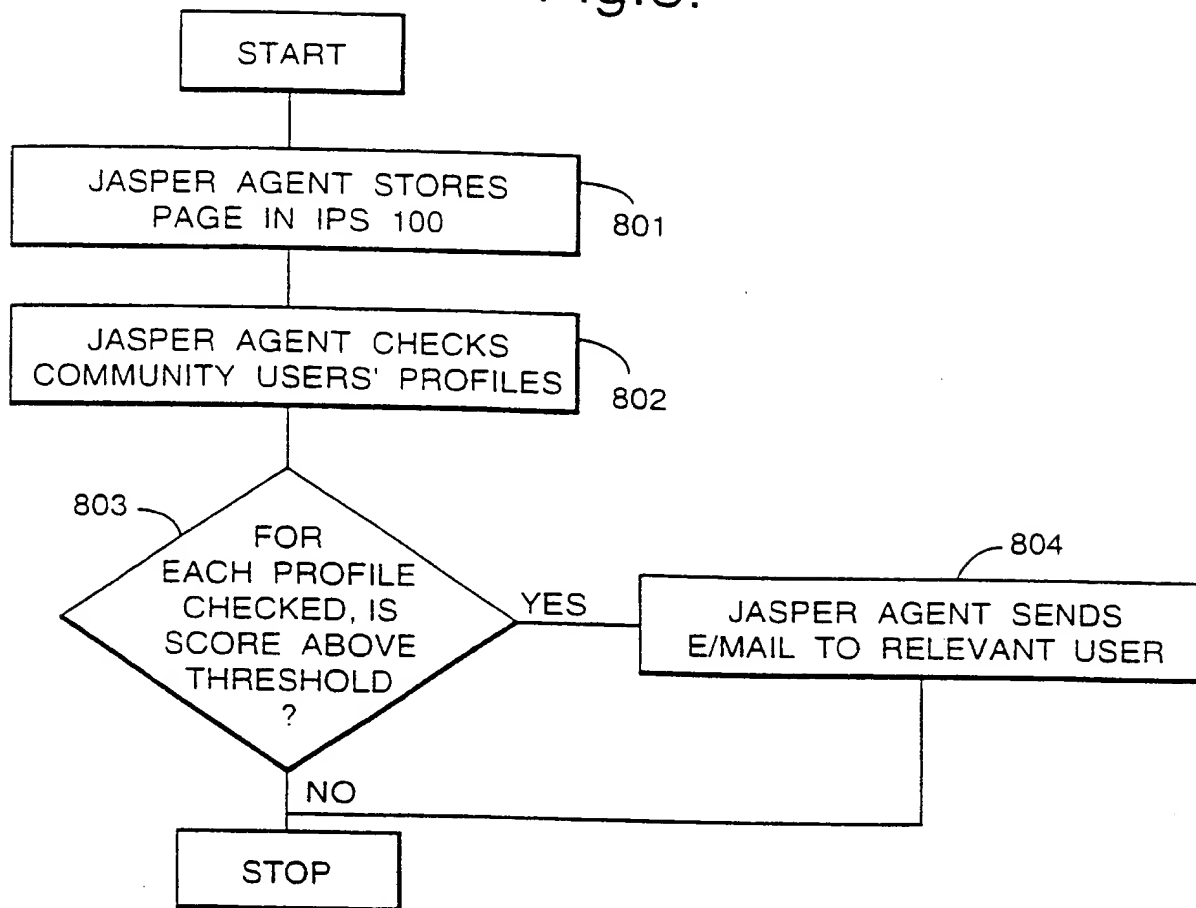 START
JASPER AGENT STORES
PAGE IN IPS 100
801
JASPER AGENT CHECKS
COMMUNITY USERS' PROFILES
802
803
FOR
EACH PROFILE
CHECKED, IS
SCORE ABOVE
THRESHOLD
?
YES
804
JASPER AGENT SENDS
E/MAIL TO RELEVANT USER
NO
STOP